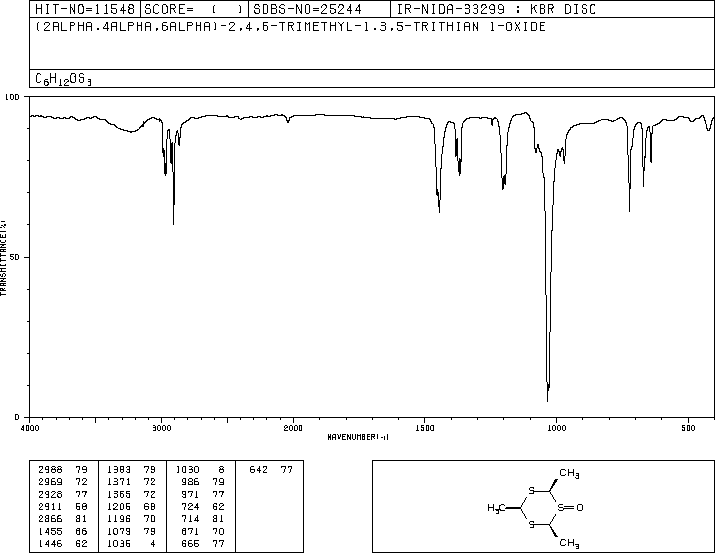 HIT-NO=11548 SCORE= ( ) SDBS-NO=25244 IR-NIDA-33299 : KBR DISC
(2ALPHA,4ALPHA,6ALPHA)-2,4,6-TRIMETHYL-1,3,5-TRITHIAN 1-OXIDE
C6H12OS3
100
50
0
TRANSMITTANCE(%)
4000 3000 2000 1500 1000 500
WAVENUMBER(-1)
2988 79 1383 79 1030 8 642 77
2969 72 1371 72 986 79
2928 77 1365 72 971 77
2911 58 1206 68 724 62
2866 81 1196 70 714 81
1455 66 1079 79 671 70
1446 62 1035 4 666 77
CH3
S
H3C S=O
S
CH3